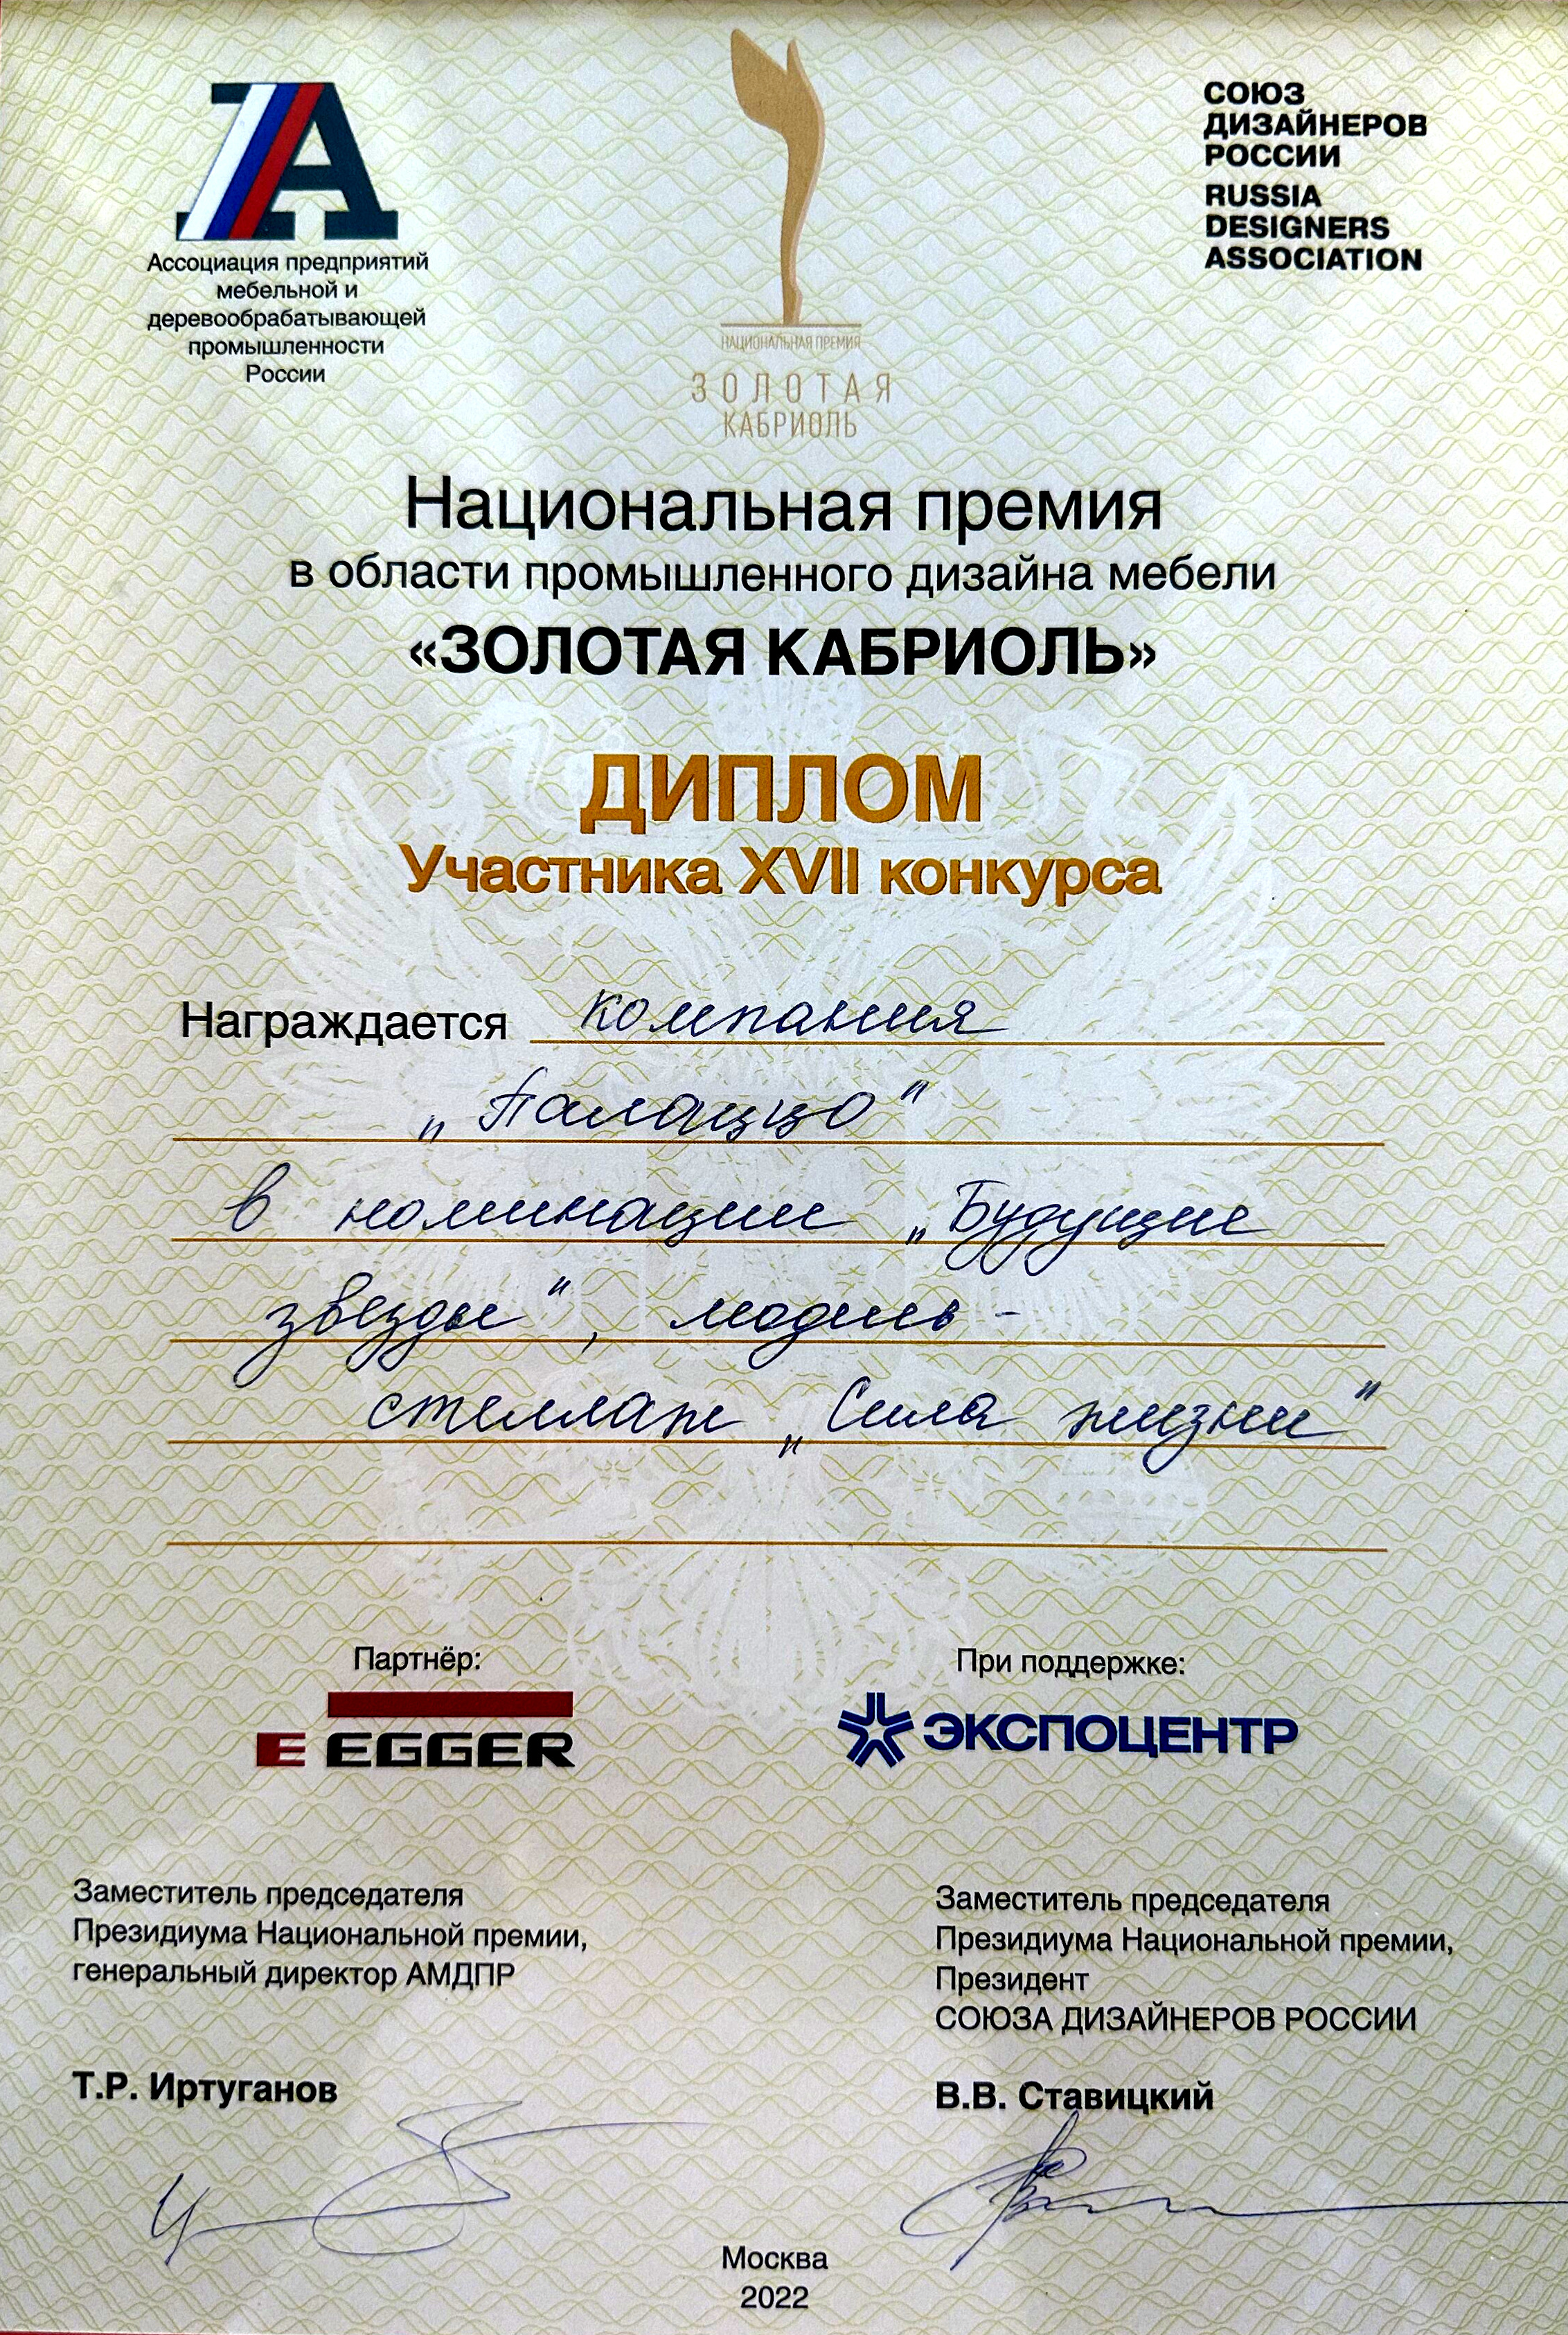 Ассоциация предприятий
мебельной и
деревообрабатывающей
промышленности
России
НАЦИОНАЛЬНАЯ ПРЕМИЯ
ЗОЛОТАЯ
КАБРИОЛЬ
СОЮЗ
ДИЗАЙНЕРОВ
РОССИИ
RUSSIA
DESIGNERS
ASSOCIATION
Национальная премия
в области промышленного дизайна мебели
«ЗОЛОТАЯ КАБРИОЛЬ»
ДИПЛОМ
Участника XVII конкурса
Награждается компания
„Палаццо“
в номинации „Будущие
звезды“, модель -
стеллаж „Сила жизни“
Партнёр:
E EGGER
При поддержке:
ЭКСПОЦЕНТР
Заместитель председателя
Президиума Национальной премии,
генеральный директор АМДПР
Т.Р. Иртуганов
Заместитель председателя
Президиума Национальной премии,
Президент
СОЮЗА ДИЗАЙНЕРОВ РОССИИ
В.В. Ставицкий
Москва
2022